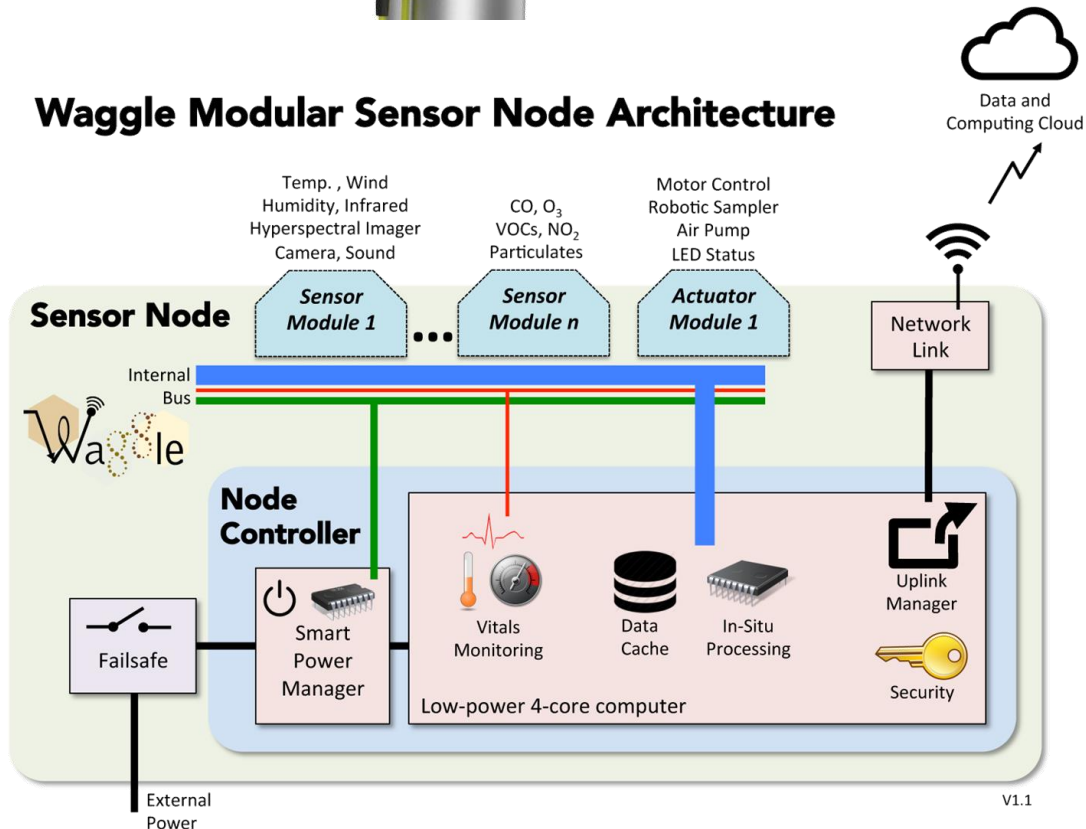 Waggle Modular Sensor Node Architecture
Data and
Computing Cloud
Temp. , Wind
Humidity, Infrared
Hyperspectral Imager
Camera, Sound
CO, O₃
VOCs, NO₂
Particulates
Motor Control
Robotic Sampler
Air Pump
LED Status
Sensor Node
Sensor
Module 1
...
Sensor
Module n
Actuator
Module 1
Network
Link
Internal
Bus
Waggle
Node
Controller
Failsafe
Smart
Power
Manager
Vitals
Monitoring
Data
Cache
In-Situ
Processing
Uplink
Manager
Security
Low-power 4-core computer
External
Power
V1.1